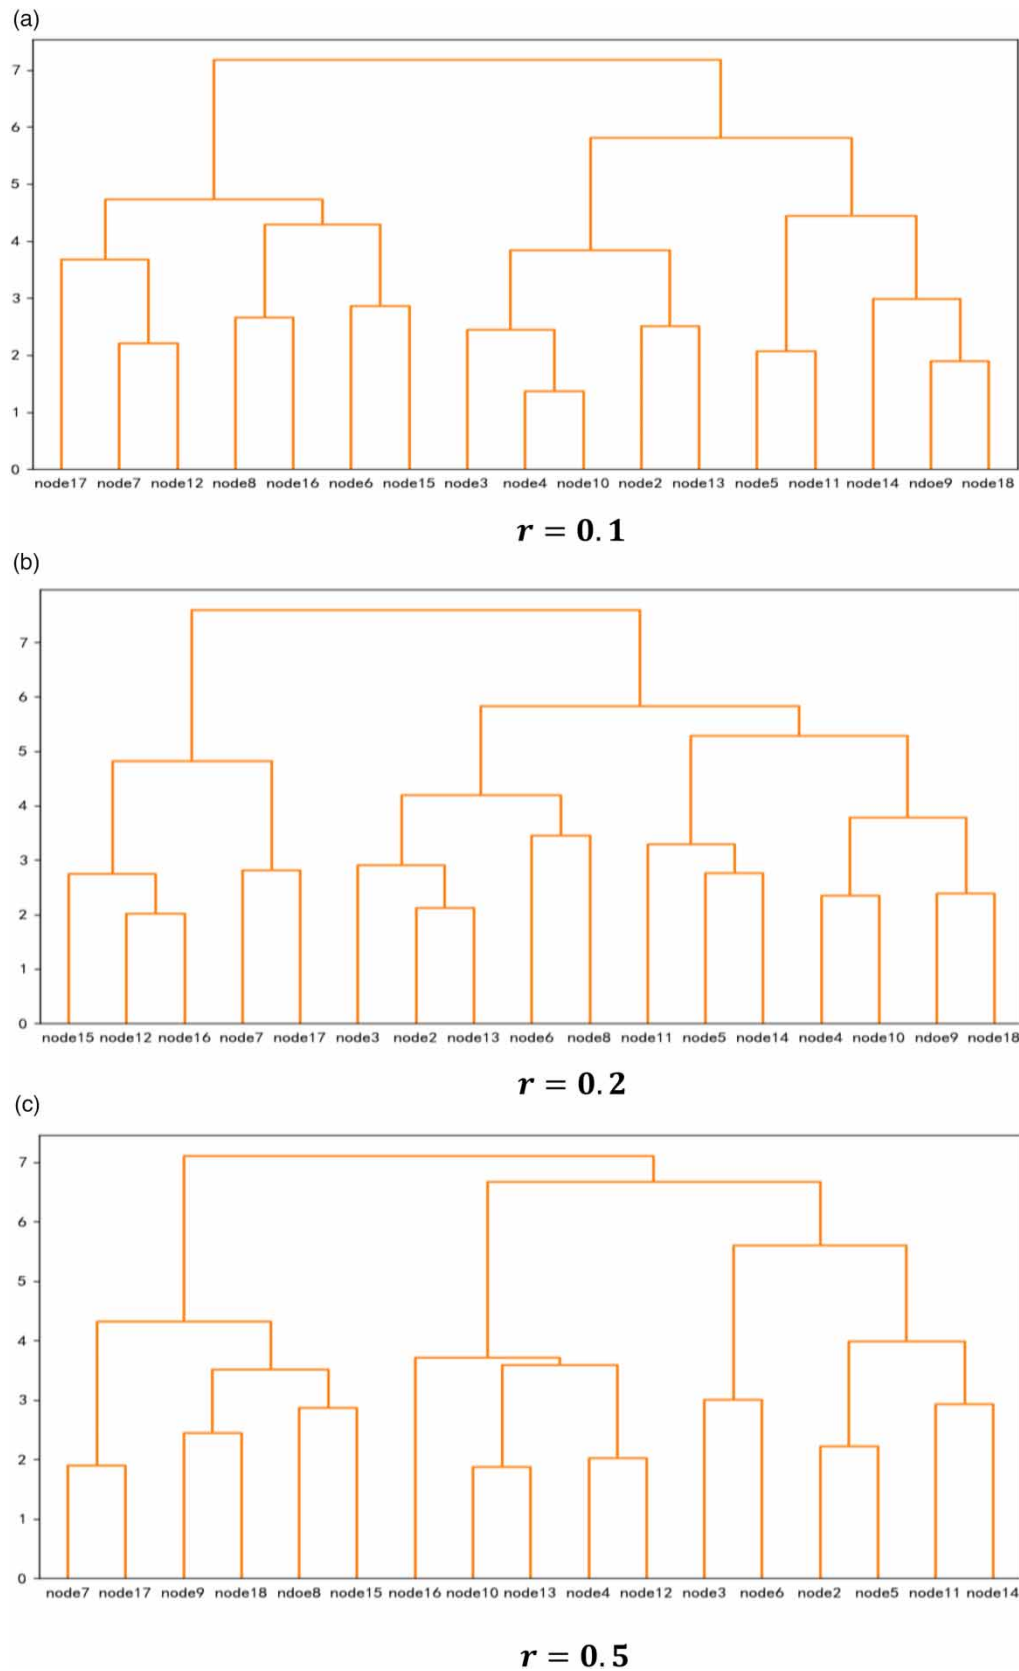 (a)
7
6
5
4
3
2
1
0
node17 node7 node12 node8 node16 node6 node15 node3 node4 node10 node2 node13 node5 node11 node14 ndoe9 node18
r = 0.1
(b)
7
6
5
4
3
2
1
0
node15 node12 node16 node7 node17 node3 node2 node13 node6 node8 node11 node5 node14 node4 node10 ndoe9 node18
r = 0.2
(c)
7
6
5
4
3
2
1
0
node7 node17 node9 node18 ndoe8 node15 node16 node10 node13 node4 node12 node3 node6 node2 node5 node11 node14
r = 0.5